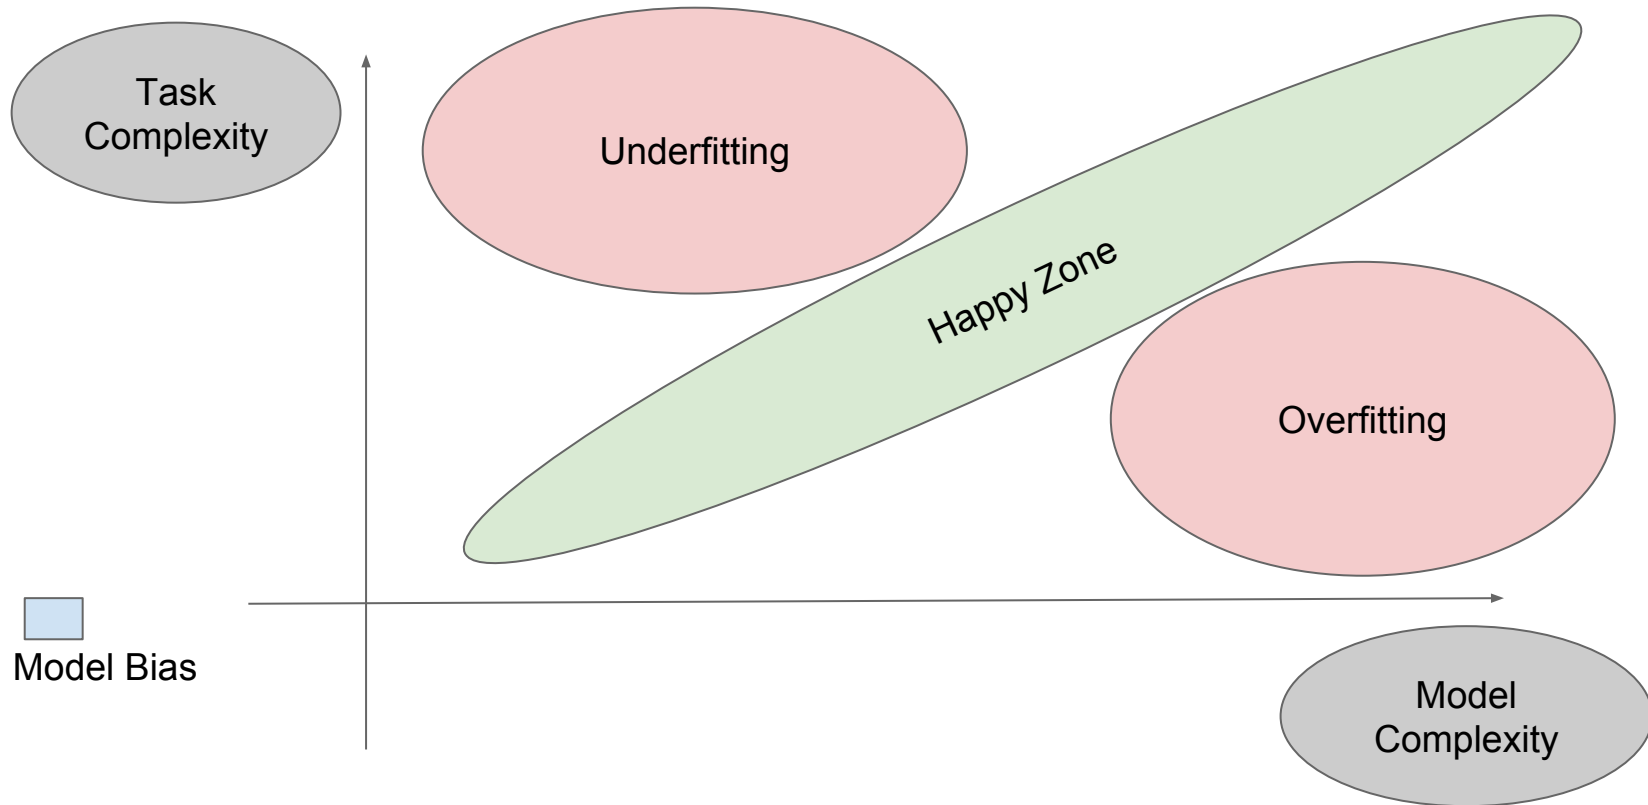 Task
Complexity
Underfitting
Happy Zone
Overfitting
Model Bias
Model
Complexity